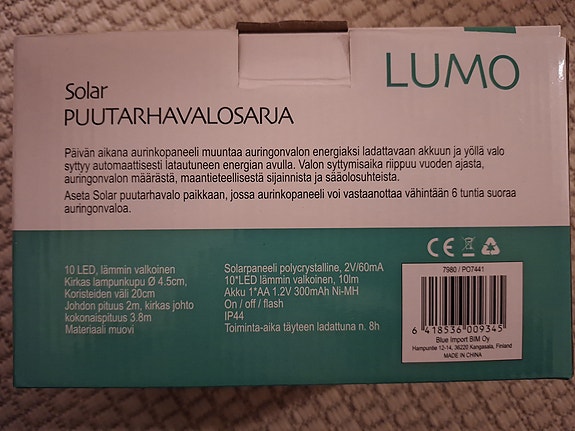 LUMO
Solar
PUUTARHAVALOSARJA
Päivän aikana aurinkopaneeli muuntaa auringonvalon energiaksi ladattavaan akkuun ja yöllä valo
syttyy automaattisesti latautuneen energian avulla. Valon syttymisaika riippuu vuoden ajasta,
auringonvalon määrästä, maantieteellisestä sijainnista ja sääolosuhteista.
Aseta Solar puutarhavalo paikkaan, jossa aurinkopaneeli voi vastaanottaa vähintään 6 tuntia suoraa
auringonvaloa.
10 LED, lämmin valkoinen
Kirkas lampunkupu Ø 4.5cm,
Koristeiden väli 20cm
Johdon pituus 2m, kirkas johto
kokonaispituus 3.8m
Materiaali muovi
Solarpaneeli polycrystalline, 2V/60mA
10*LED lämmin valkoinen, 10lm
Akku 1*AA 1.2V 300mAh Ni-MH
On / off / flash
IP44
Toiminta-aika täyteen ladattuna n. 8h
CE
7980 / PO7441
6 418536 009345
Blue Import BIM Oy
Hampuntie 12-14, 36220 Kangasala, Finland
MADE IN CHINA